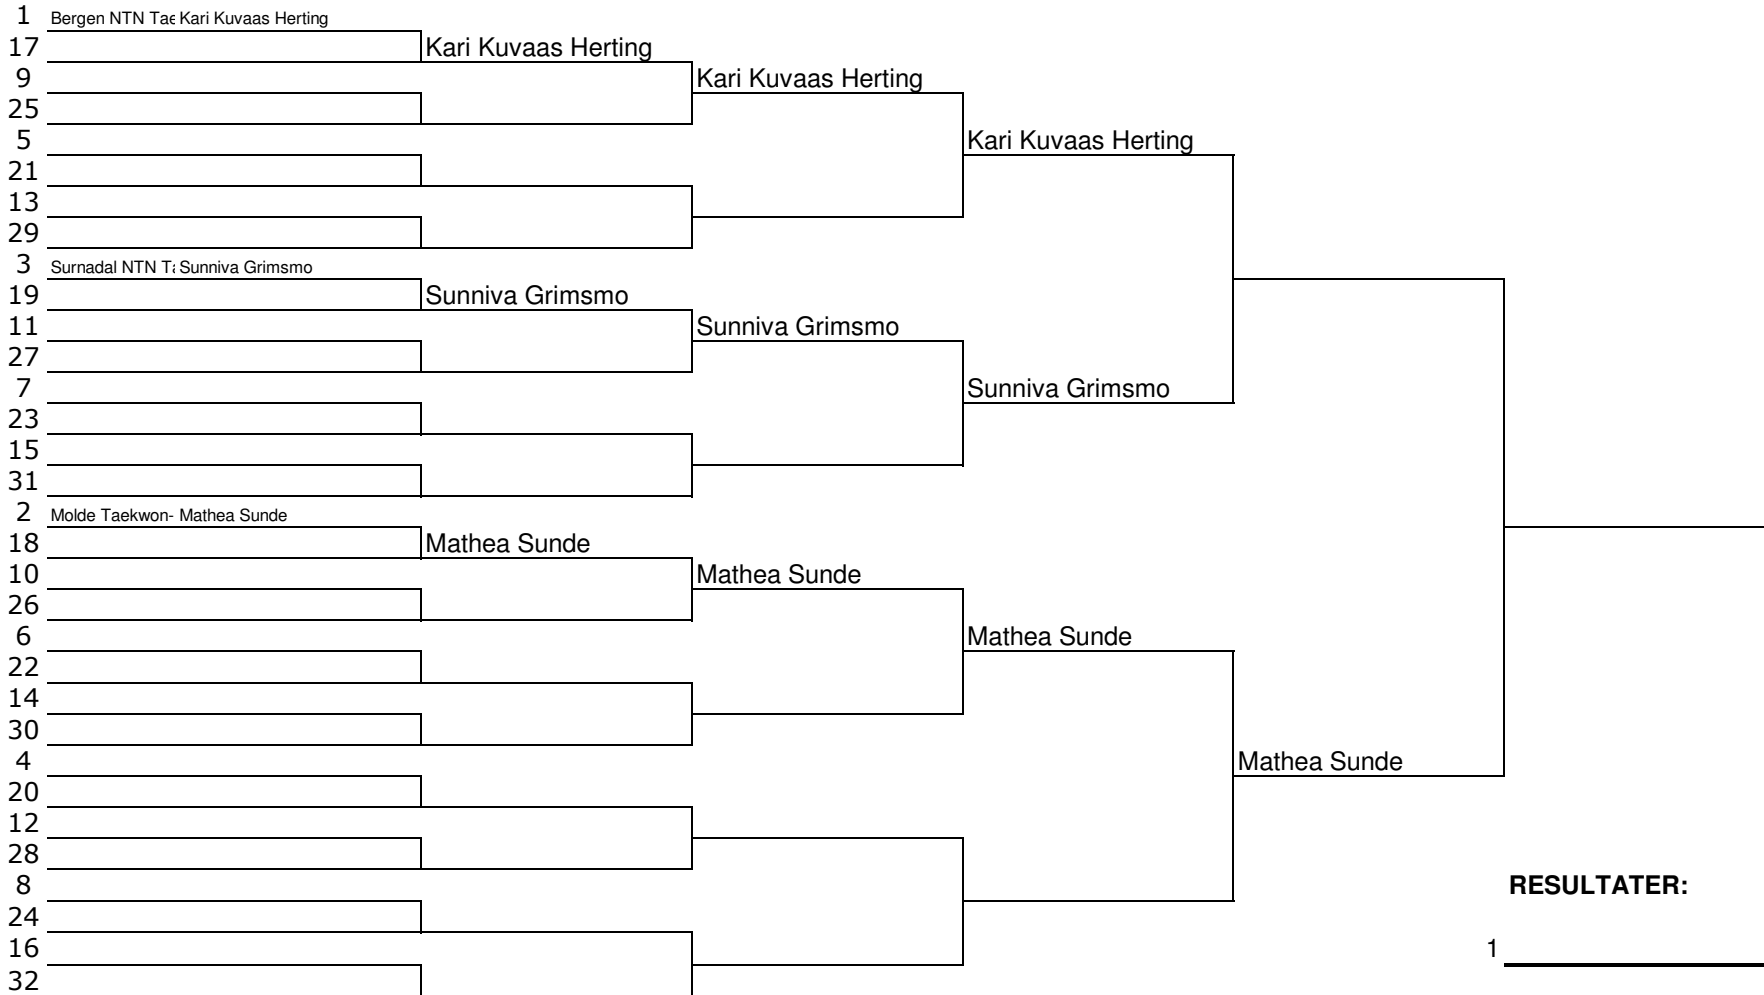 1 Bergen NTN Tae Kari Kuvaas Herting
17 Kari Kuvaas Herting
9 Kari Kuvaas Herting
25
5 Kari Kuvaas Herting
21
13
29
3 Surnadal NTN Ta Sunniva Grimsmo
19 Sunniva Grimsmo
11 Sunniva Grimsmo
27
7 Sunniva Grimsmo
23
15
31
2 Molde Taekwon- Mathea Sunde
18 Mathea Sunde
10 Mathea Sunde
26
6 Mathea Sunde
22
14
30
4 Mathea Sunde
20
12
28
8 RESULTATER:
24
16 1
32